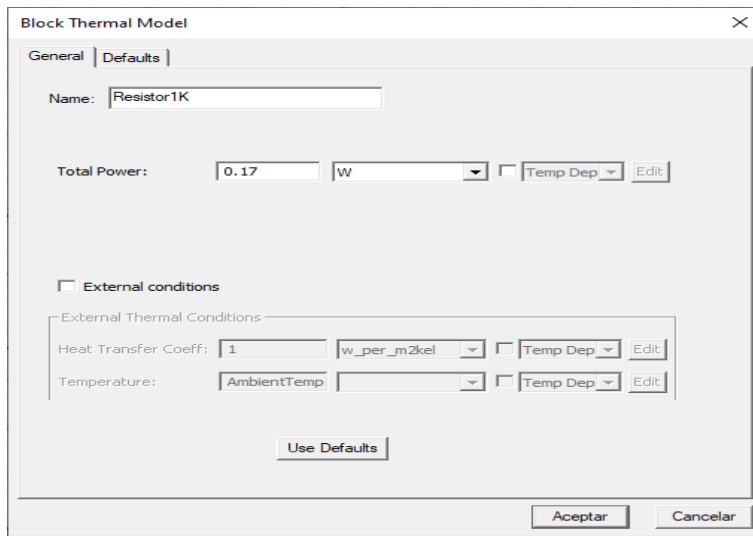 Block Thermal Model
General Defaults
Name: Resistor1K
Total Power: 0.17 W Temp Dep Edit
External conditions
External Thermal Conditions
Heat Transfer Coeff: 1 w_per_m2kel Temp Dep Edit
Temperature: AmbientTemp Temp Dep Edit
Use Defaults
Aceptar Cancelar